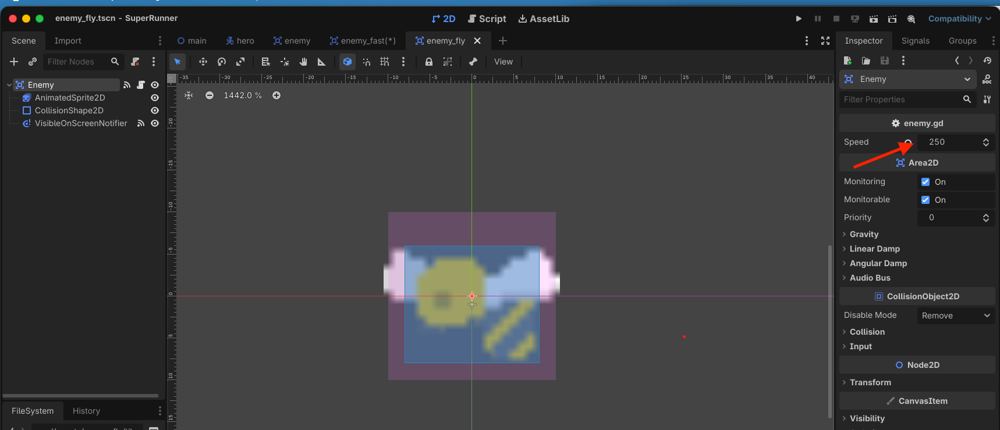 enemy_fly.tscn - SuperRunner
2D Script AssetLib
Compatibility
Scene Import
main hero enemy enemy_fast(*) enemy_fly
Inspector Signals Groups
Filter Nodes
View
Enemy
AnimatedSprite2D
CollisionShape2D
VisibleOnScreenNotifier
-35 -30 -25 -20 -15 -10 -5 0 5 10 15 20 25 30 35 40
1442.0 %
-20
-15
-10
-5
0
5
10
15
Enemy
DOC
Filter Properties
enemy.gd
Speed 250
Area2D
Monitoring On
Monitorable On
Priority 0
Gravity
Linear Damp
Angular Damp
Audio Bus
CollisionObject2D
Disable Mode Remove
Collision
Input
Node2D
Transform
CanvasItem
Visibility
FileSystem History